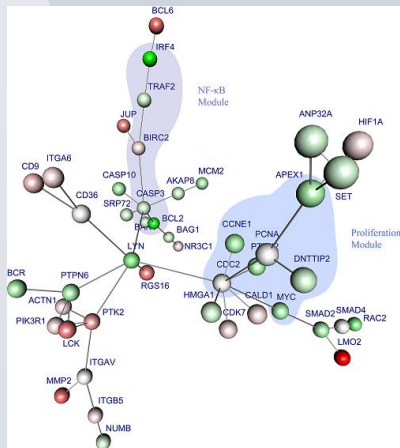 BCL6
IRF4
NF-κB
Module
TRAF2
JUP
BIRC2
ANP32A
HIF1A
ITGA6
CD9
CD36
CASP10
AKAP8
MCM2
CASP3
SRP72
BCL2
BAG1
NR3C1
APEX1
SET
CCNE1
PCNA
Proliferation
Module
LYN
RGS16
CDC2
DNTTIP2
BCR
PTPN6
ACTN1
PIK3R1
PTK2
LCK
HMGA1
CALD1
CDK7
MYC
SMAD4
SMAD2
RAC2
LMO2
ITGAV
MMP2
ITGB5
NUMB